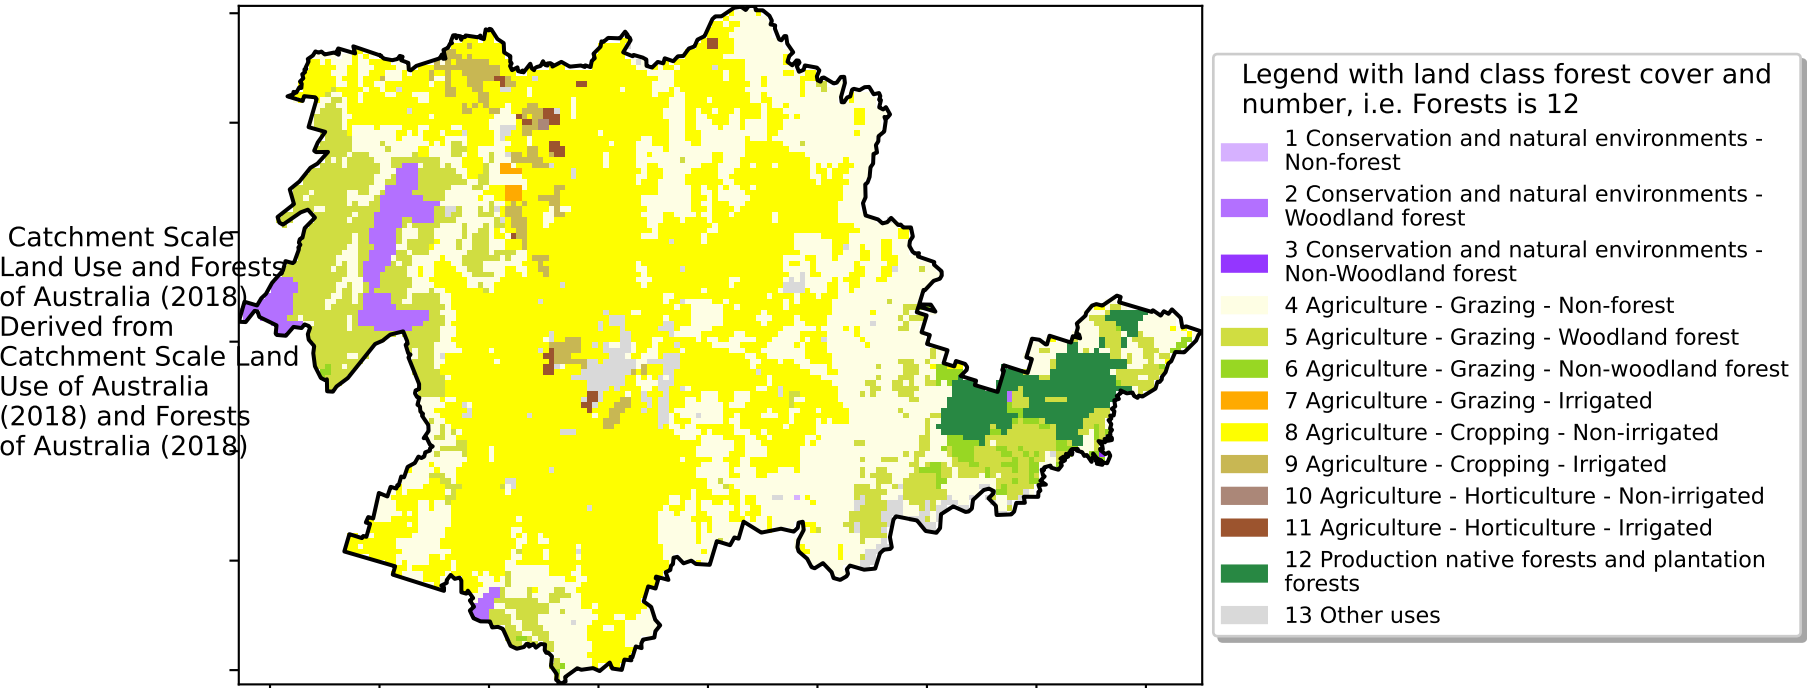 Catchment Scale
Land Use and Forests
of Australia (2018)
Derived from
Catchment Scale Land
Use of Australia
(2018) and Forests
of Australia (2018)
Legend with land class forest cover and
number, i.e. Forests is 12
1 Conservation and natural environments -
Non-forest
2 Conservation and natural environments -
Woodland forest
3 Conservation and natural environments -
Non-Woodland forest
4 Agriculture - Grazing - Non-forest
5 Agriculture - Grazing - Woodland forest
6 Agriculture - Grazing - Non-woodland forest
7 Agriculture - Grazing - Irrigated
8 Agriculture - Cropping - Non-irrigated
9 Agriculture - Cropping - Irrigated
10 Agriculture - Horticulture - Non-irrigated
11 Agriculture - Horticulture - Irrigated
12 Production native forests and plantation
forests
13 Other uses